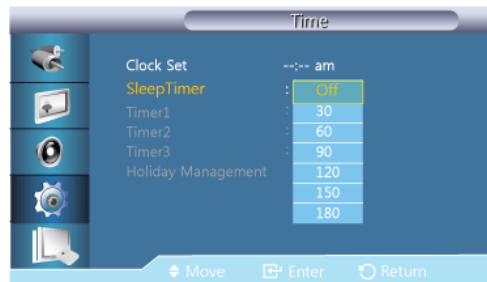 Time
Clock Set --:-- am
SleepTimer : Off
Timer1 : 30
Timer2 : 60
Timer3 : 90
Holiday Management 120
150
180
Move Enter Return